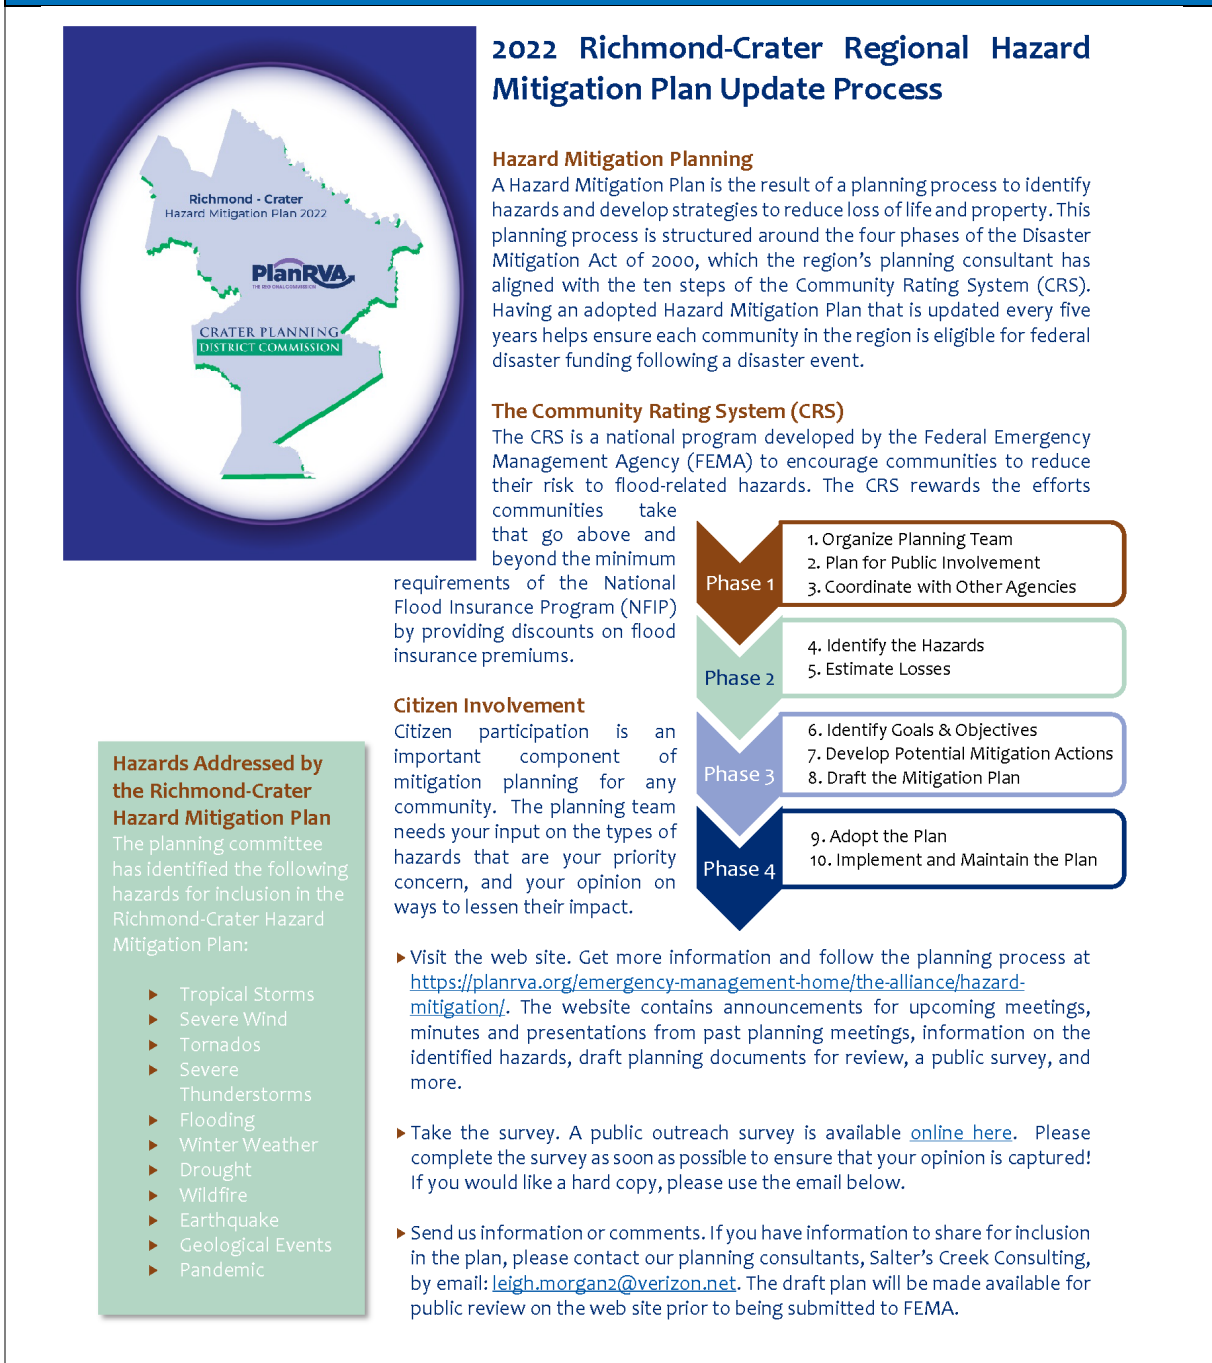 2022 Richmond-Crater Regional Hazard
Mitigation Plan Update Process
Richmond - Crater
Hazard Mitigation Plan 2022
PlanRVA
THE REGIONAL COMMISSION
CRATER PLANNING
DISTRICT COMMISSION
Hazard Mitigation Planning
A Hazard Mitigation Plan is the result of a planning process to identify
hazards and develop strategies to reduce loss of life and property. This
planning process is structured around the four phases of the Disaster
Mitigation Act of 2000, which the region's planning consultant has
aligned with the ten steps of the Community Rating System (CRS).
Having an adopted Hazard Mitigation Plan that is updated every five
years helps ensure each community in the region is eligible for federal
disaster funding following a disaster event.
The Community Rating System (CRS)
The CRS is a national program developed by the Federal Emergency
Management Agency (FEMA) to encourage communities to reduce
their risk to flood-related hazards. The CRS rewards the efforts
communities take
that go above and
beyond the minimum
requirements of the National
Flood Insurance Program (NFIP)
by providing discounts on flood
insurance premiums.
Phase 1
1. Organize Planning Team
2. Plan for Public Involvement
3. Coordinate with Other Agencies
Phase 2
4. Identify the Hazards
5. Estimate Losses
Phase 3
6. Identify Goals & Objectives
7. Develop Potential Mitigation Actions
8. Draft the Mitigation Plan
Phase 4
9. Adopt the Plan
10. Implement and Maintain the Plan
Citizen Involvement
Citizen participation is an
important component of
mitigation planning for any
community. The planning team
needs your input on the types of
hazards that are your priority
concern, and your opinion on
ways to lessen their impact.
Hazards Addressed by
the Richmond-Crater
Hazard Mitigation Plan
The planning committee
has identified the following
hazards for inclusion in the
Richmond-Crater Hazard
Mitigation Plan:
Tropical Storms
Severe Wind
Tornados
Severe
Thunderstorms
Flooding
Winter Weather
Drought
Wildfire
Earthquake
Geological Events
Pandemic
Visit the web site. Get more information and follow the planning process at
https://planrva.org/emergency-management-home/the-alliance/hazard-
mitigation/. The website contains announcements for upcoming meetings,
minutes and presentations from past planning meetings, information on the
identified hazards, draft planning documents for review, a public survey, and
more.
Take the survey. A public outreach survey is available online here. Please
complete the survey as soon as possible to ensure that your opinion is captured!
If you would like a hard copy, please use the email below.
Send us information or comments. If you have information to share for inclusion
in the plan, please contact our planning consultants, Salter's Creek Consulting,
by email: leigh.morgan2@verizon.net. The draft plan will be made available for
public review on the web site prior to being submitted to FEMA.